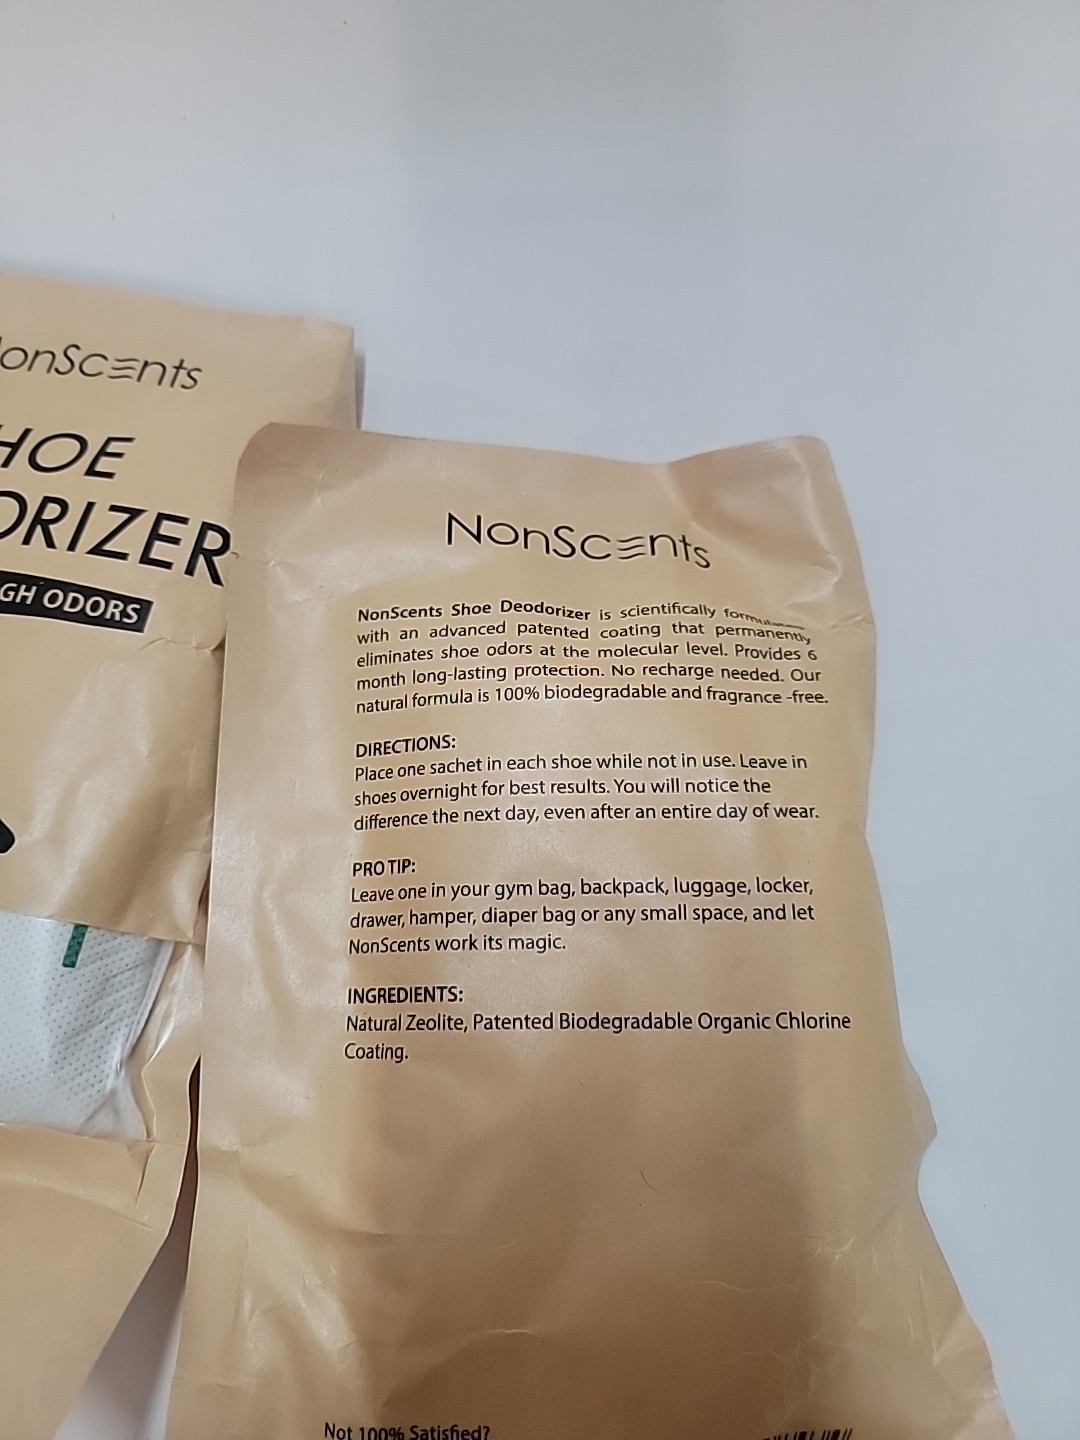 onScents
HOE
ORIZER
GH ODORS
NonScents
NonScents Shoe Deodorizer is scientifically
with an advanced patented coating that permanently
eliminates shoe odors at the molecular level. Provides 6
month long-lasting protection. No recharge needed. Our
natural formula is 100% biodegradable and fragrance -free.
DIRECTIONS:
Place one sachet in each shoe while not in use. Leave in
shoes overnight for best results. You will notice the
difference the next day, even after an entire day of wear.
PRO TIP:
Leave one in your gym bag, backpack, luggage, locker,
drawer, hamper, diaper bag or any small space, and let
NonScents work its magic.
INGREDIENTS:
Natural Zeolite, Patented Biodegradable Organic Chlorine
Coating.
Not 100% Satisfied?